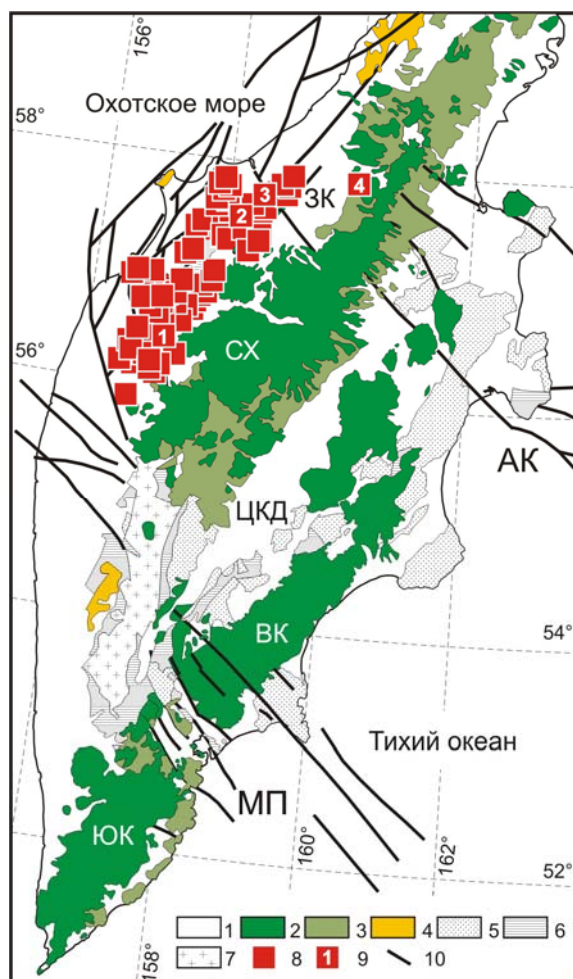 156°
158°
Охотское море
3
4
ЗК
2
1
56°
СХ
АК
ЦКД
54°
ВК
Тихий океан
МП
ЮК
160°
162°
52°
158°
1 2 3 4 5 6
7 8 1 9 10